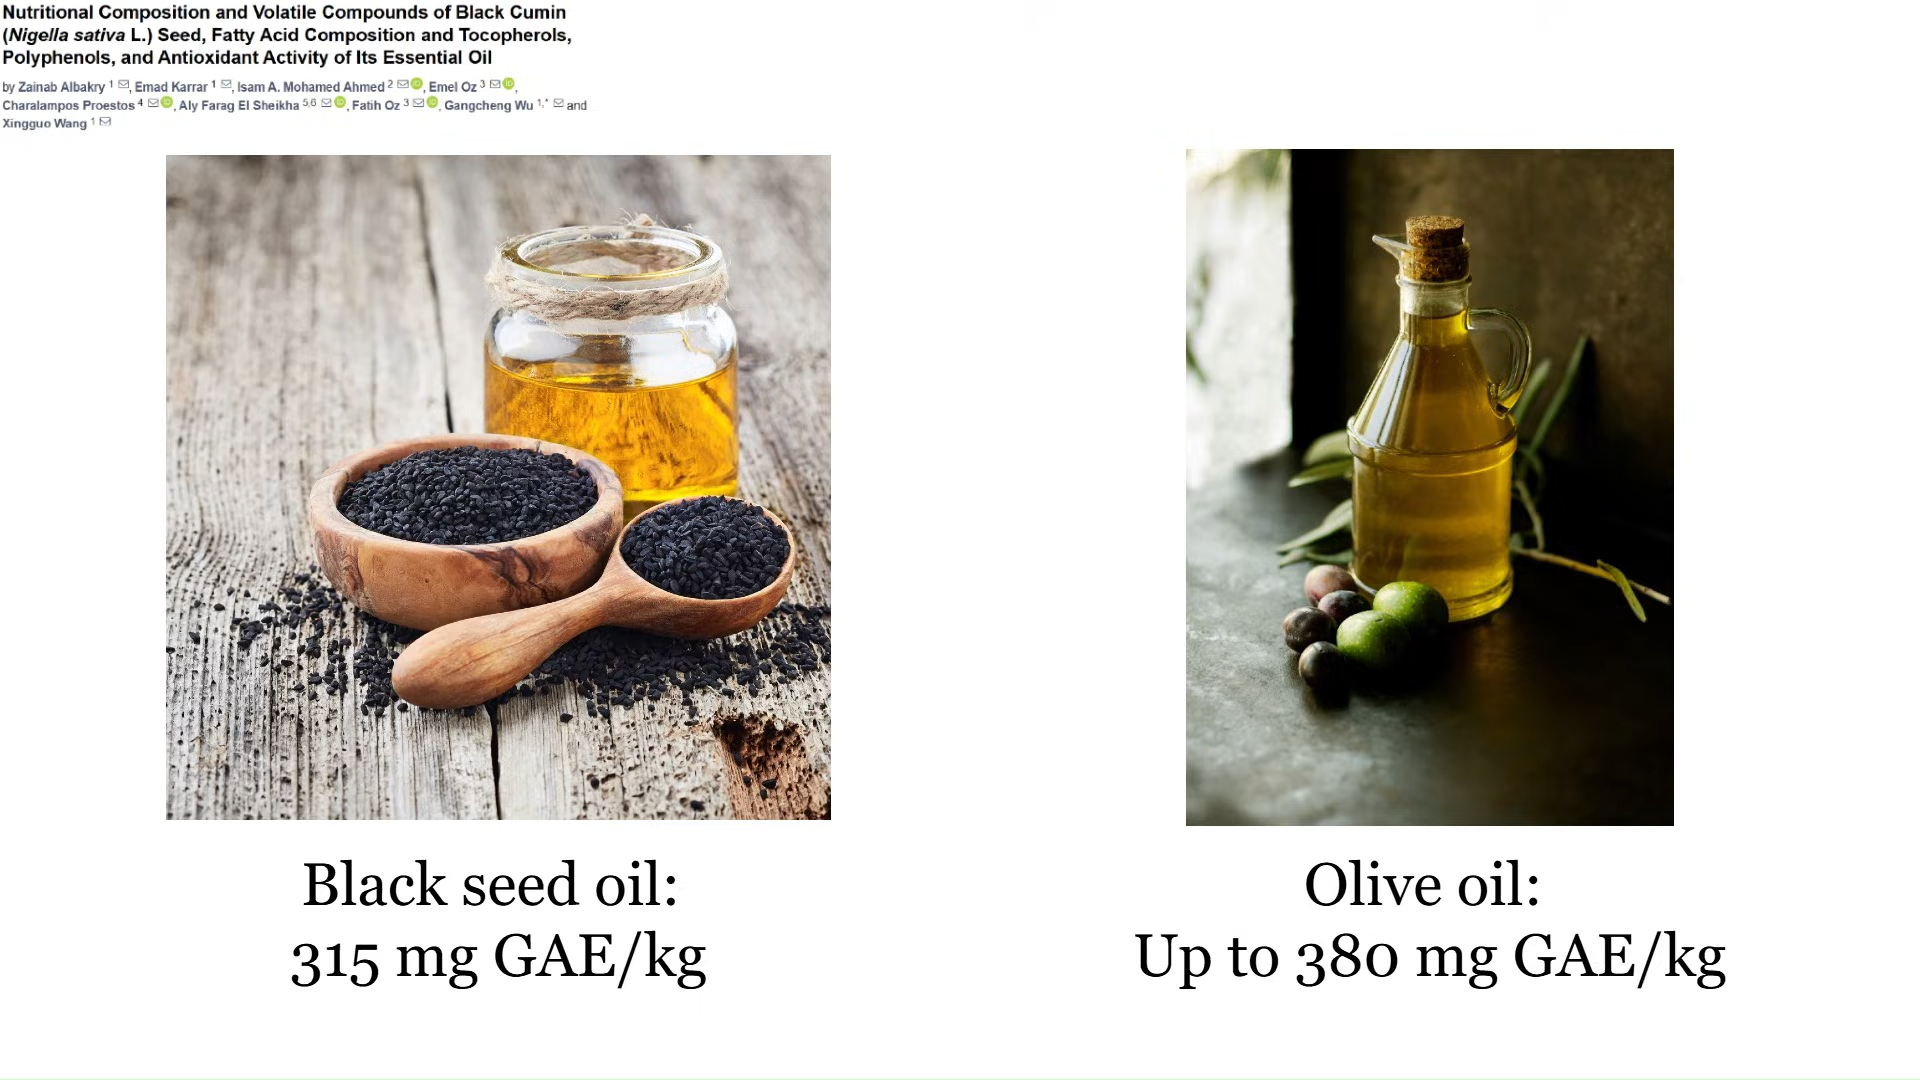 Nutritional Composition and Volatile Compounds of Black Cumin
(Nigella sativa L.) Seed, Fatty Acid Composition and Tocopherols,
Polyphenols, and Antioxidant Activity of Its Essential Oil
by Zainab Albakry 1, Emad Karrar 1, Isam A. Mohamed Ahmed 2, Emel Oz 3,
Charalampos Proestos 4, Aly Farag El Sheikha 5,6, Fatih Oz 3, Gangcheng Wu 1,* and
Xingguo Wang 1
Black seed oil:
315 mg GAE/kg
Olive oil:
Up to 380 mg GAE/kg